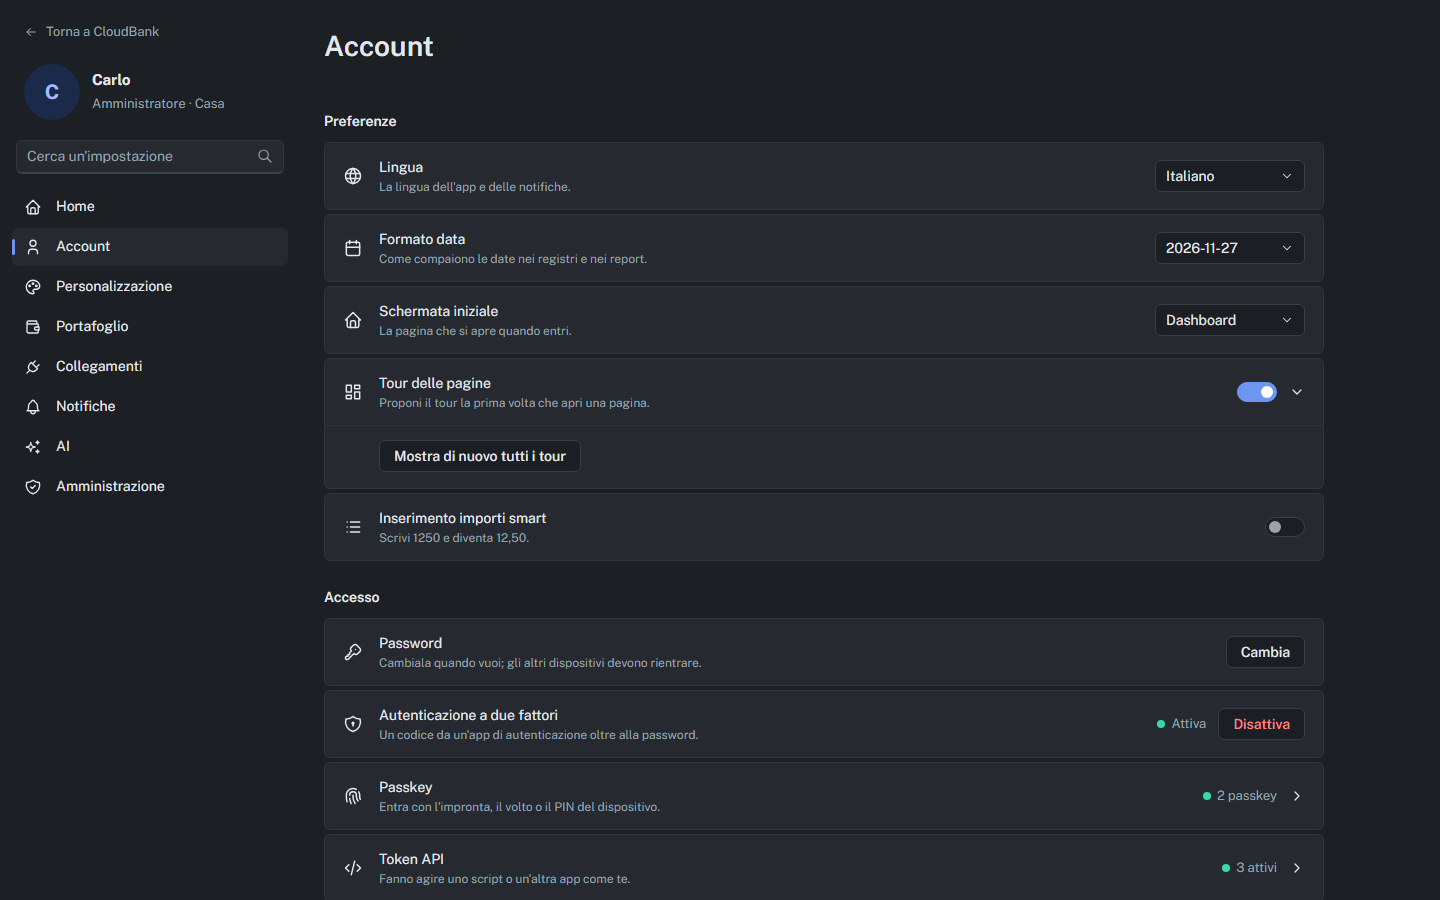 Torna a CloudBank
C
Carlo
Amministratore · Casa
Cerca un'impostazione
Home
Account
Personalizzazione
Portafoglio
Collegamenti
Notifiche
AI
Amministrazione
Account
Preferenze
Lingua
La lingua dell'app e delle notifiche.
Italiano
Formato data
Come compaiono le date nei registri e nei report.
2026-11-27
Schermata iniziale
La pagina che si apre quando entri.
Dashboard
Tour delle pagine
Proponi il tour la prima volta che apri una pagina.
Mostra di nuovo tutti i tour
Inserimento importi smart
Scrivi 1250 e diventa 12,50.
Accesso
Password
Cambiala quando vuoi; gli altri dispositivi devono rientrare.
Cambia
Autenticazione a due fattori
Un codice da un'app di autenticazione oltre alla password.
Attiva
Disattiva
Passkey
Entra con l'impronta, il volto o il PIN del dispositivo.
2 passkey
Token API
Fanno agire uno script o un'altra app come te.
3 attivi